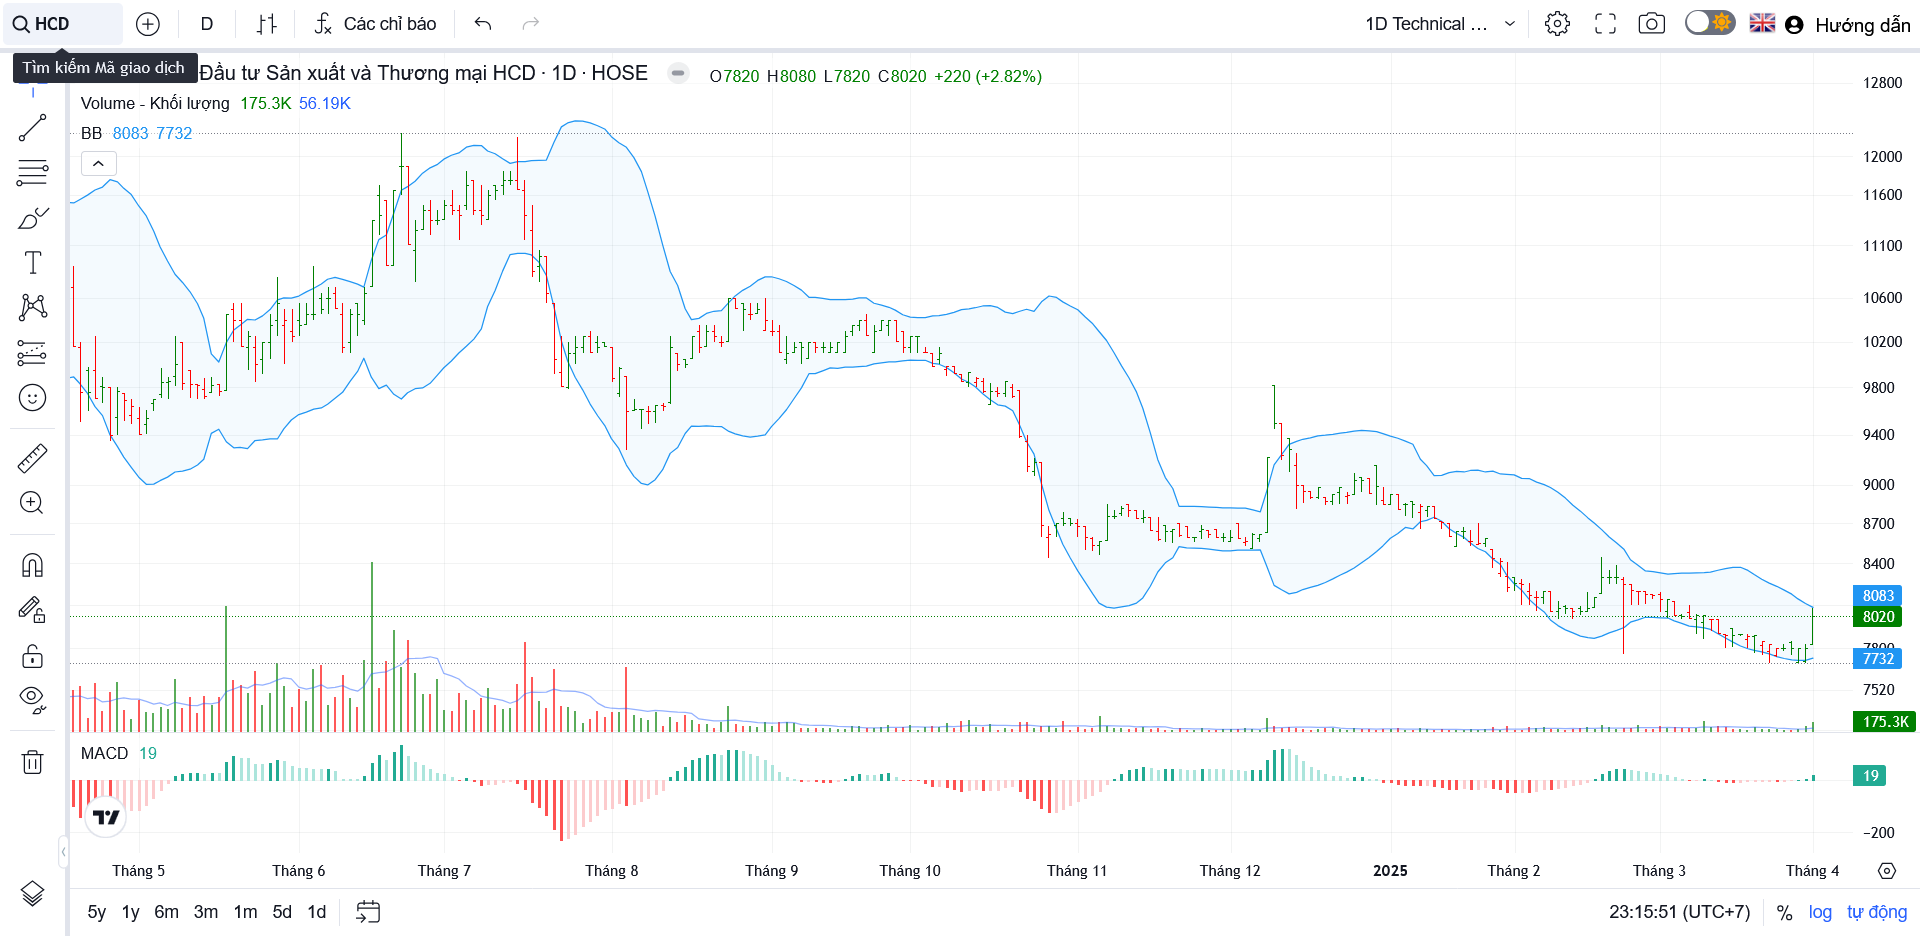 HCD
D
Các chỉ báo
1D Technical ...
Hướng dẫn
Tìm kiếm Mã giao dịch
Đầu tư Sản xuất và Thương mại HCD · 1D · HOSE
O7820 H8080 L7820 C8020 +220 (+2.82%)
Volume - Khối lượng 175.3K 56.19K
BB 8083 7732
12800
12000
11600
11100
10600
10200
9800
9400
9000
8700
8400
8083
8020
7800
7732
7520
175.3K
MACD 19
19
−200
Tháng 5 Tháng 6 Tháng 7 Tháng 8 Tháng 9 Tháng 10 Tháng 11 Tháng 12 2025 Tháng 2 Tháng 3 Tháng 4
5y 1y 6m 3m 1m 5d 1d
23:15:51 (UTC+7) % log tự động